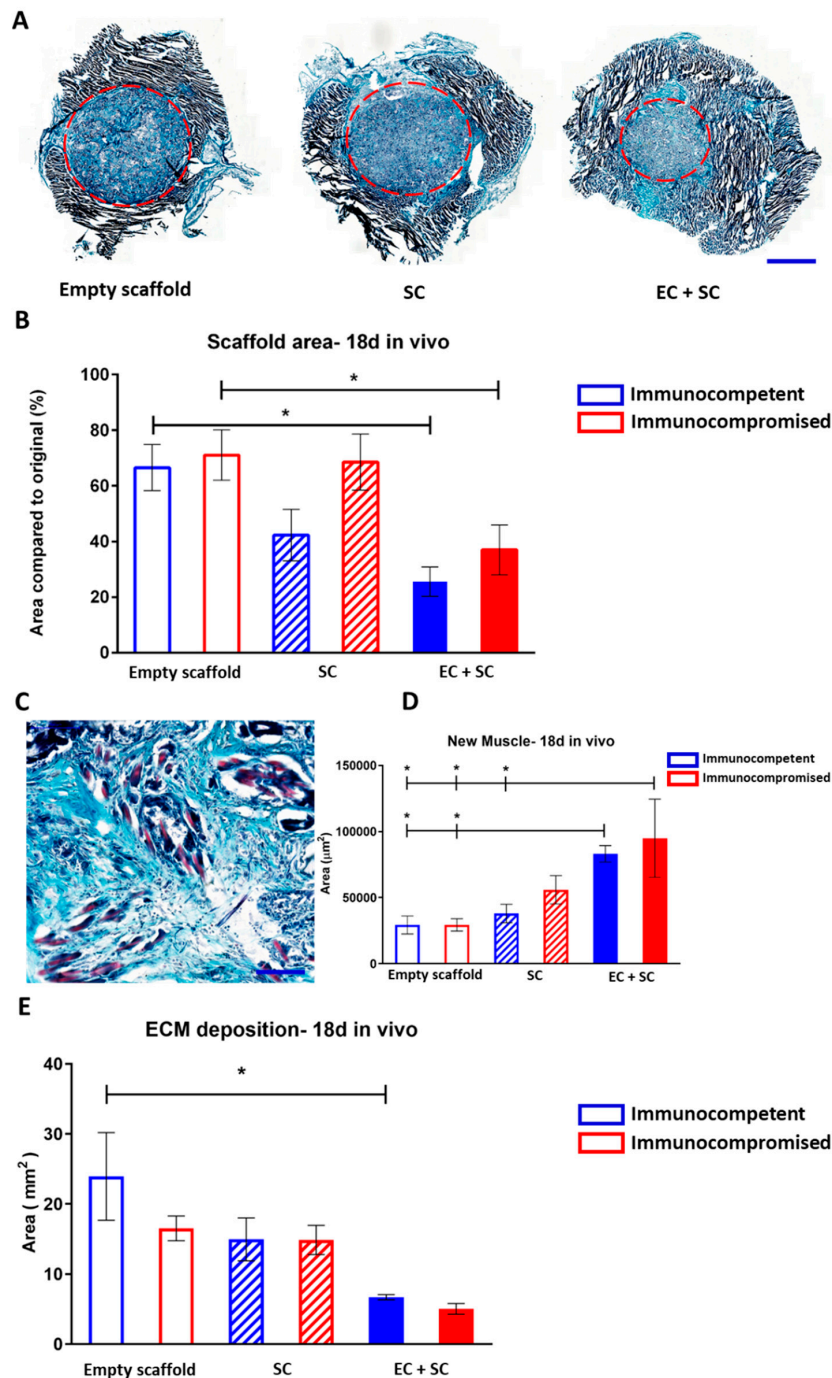 A
Empty scaffold
SC
EC + SC
B
Scaffold area- 18d in vivo
Area compared to original (%)
100
80
60
40
20
0
*
*
Empty scaffold
SC
EC + SC
Immunocompetent
Immunocompromised
C
D
New Muscle- 18d in vivo
Area (μm²)
150000
100000
50000
0
* * *
* *
Empty scaffold
SC
EC + SC
Immunocompetent
Immunocompromised
E
ECM deposition- 18d in vivo
Area ( mm²)
40
30
20
10
0
*
Empty scaffold
SC
EC + SC
Immunocompetent
Immunocompromised